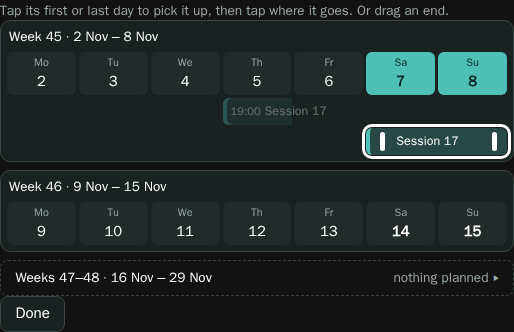 Tap its first or last day to pick it up, then tap where it goes. Or drag an end.
Week 45 · 2 Nov – 8 Nov
Mo Tu We Th Fr Sa Su
2 3 4 5 6 7 8
19:00 Session 17
Session 17
Week 46 · 9 Nov – 15 Nov
Mo Tu We Th Fr Sa Su
9 10 11 12 13 14 15
Weeks 47–48 · 16 Nov – 29 Nov nothing planned ▸
Done